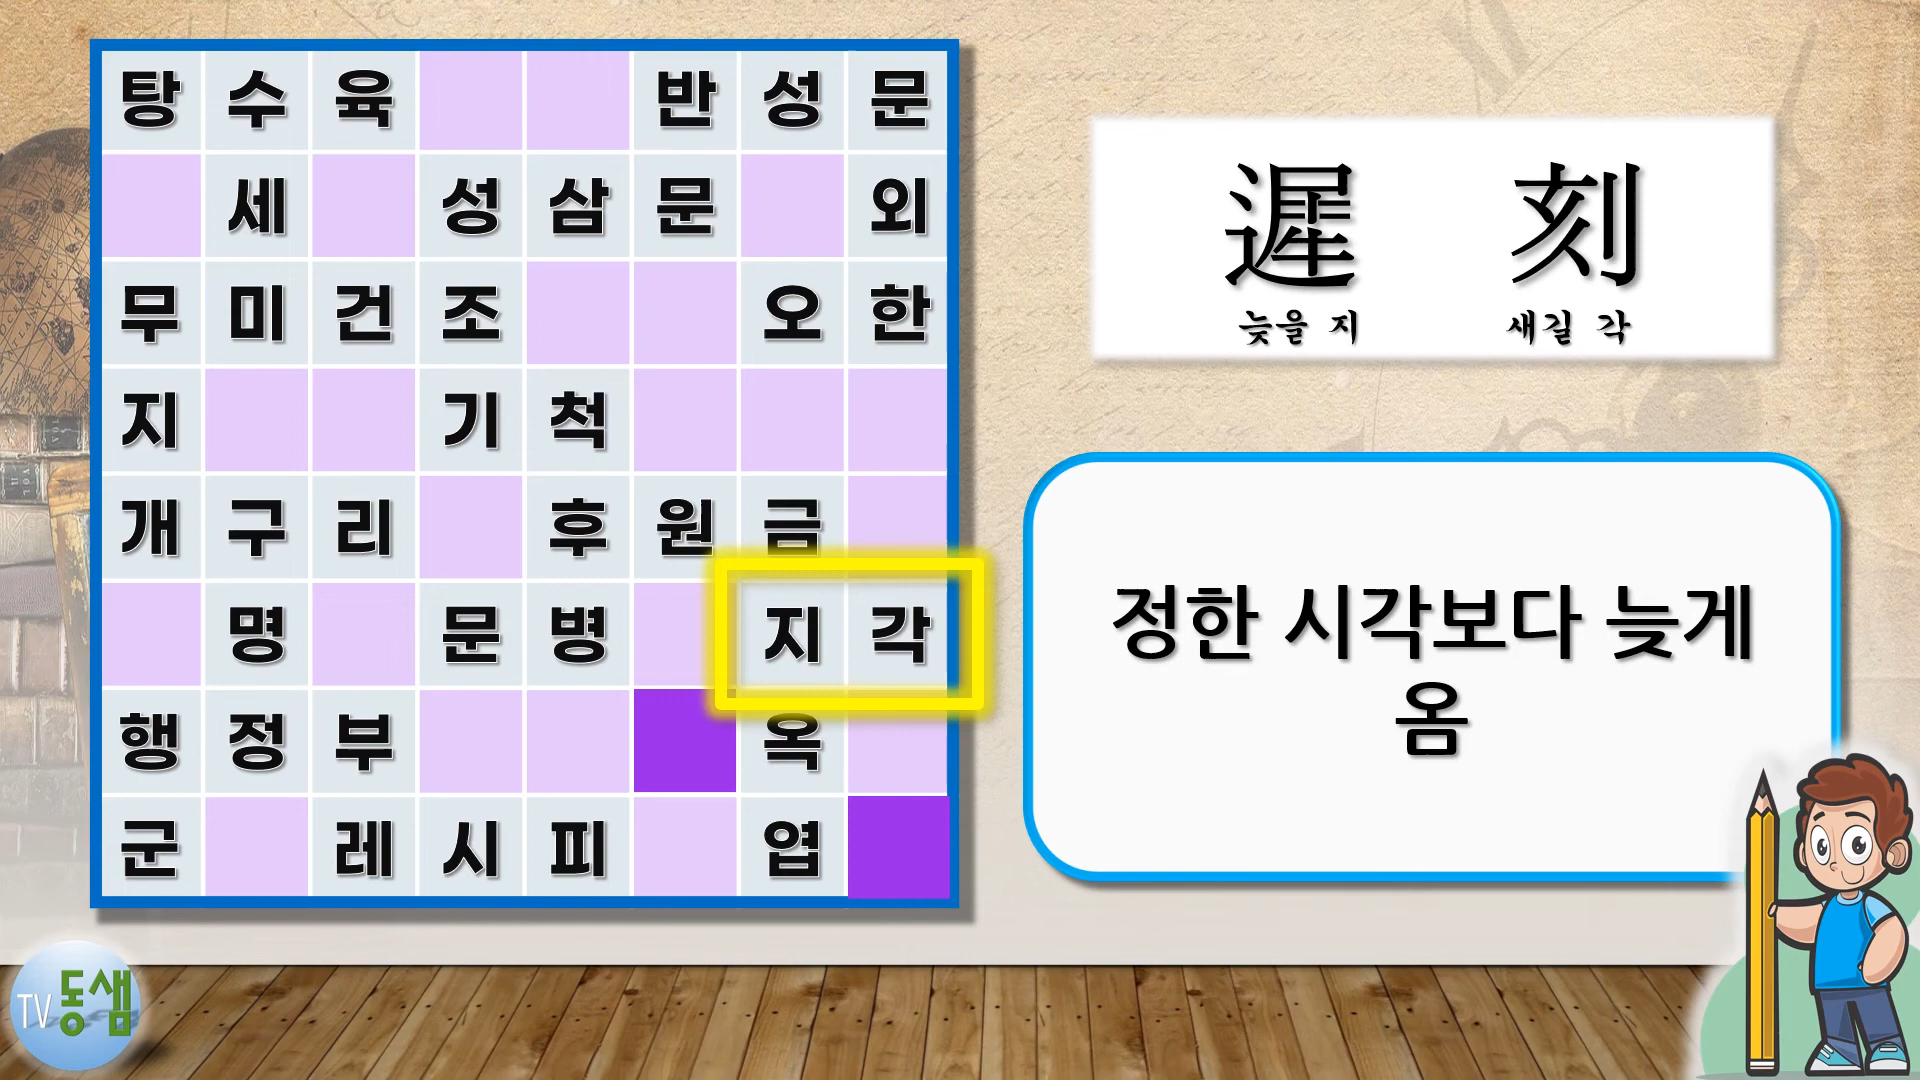 탕 수 육 반 성 문
세 성 삼 문 외
무 미 건 조 오 한
지 기 척
개 구 리 후 원 금
명 문 병 지 각
행 정 부 옥
군 레 시 피 엽
遲 刻
늦을 지 새길 각
정한 시각보다 늦게
옴
TV 동샘